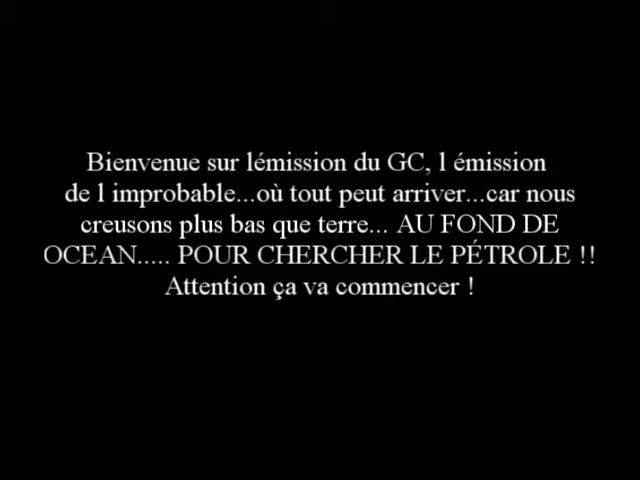 Bienvenue sur lémission du GC, l émission
de l improbable...où tout peut arriver...car nous
creusons plus bas que terre... AU FOND DE
OCEAN..... POUR CHERCHER LE PÉTROLE !!
Attention ça va commencer !